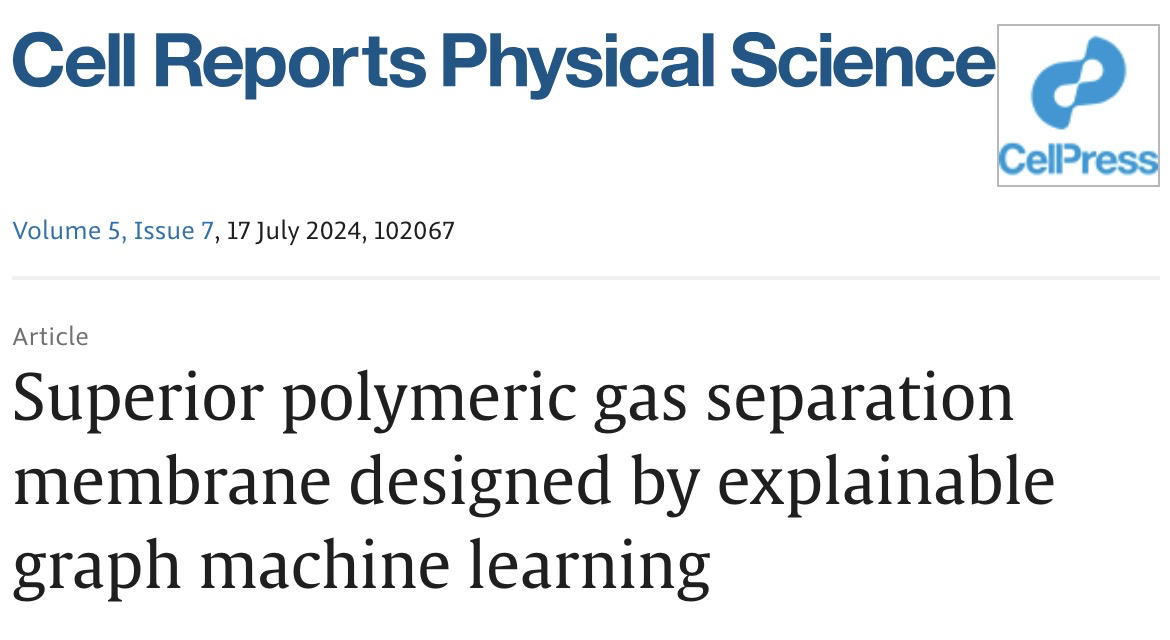 Cell Reports Physical Science
CellPress
Volume 5, Issue 7, 17 July 2024, 102067
Article
Superior polymeric gas separation
membrane designed by explainable
graph machine learning